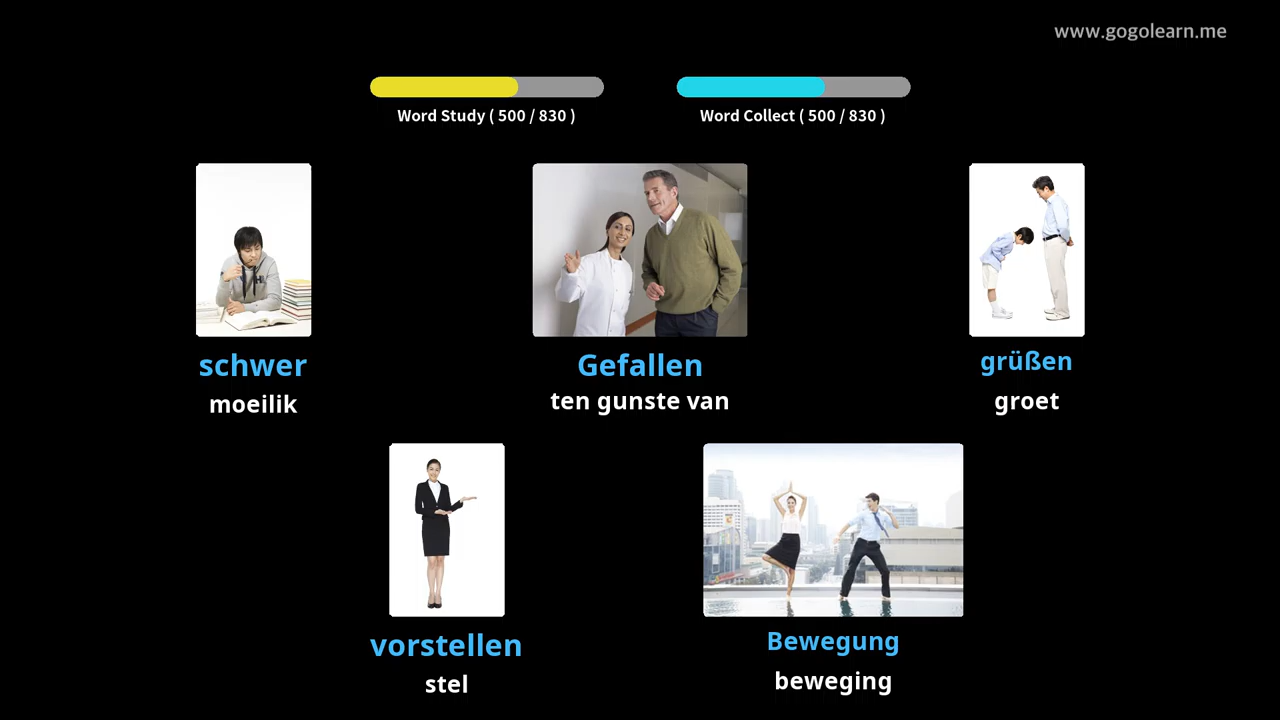 www.gogolearn.me
Word Study ( 500 / 830 )
Word Collect ( 500 / 830 )
schwer
moeilik
Gefallen
ten gunste van
grüßen
groet
vorstellen
stel
Bewegung
beweging